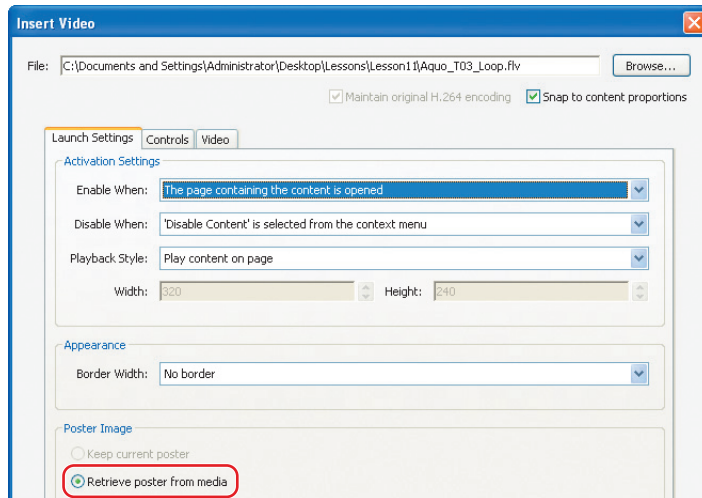 Insert Video
File: C:\Documents and Settings\Administrator\Desktop\Lessons\Lesson11\Aquo_T03_Loop.flv Browse...
Maintain original H.264 encoding Snap to content proportions
Launch Settings Controls Video
Activation Settings
Enable When: The page containing the content is opened
Disable When: 'Disable Content' is selected from the context menu
Playback Style: Play content on page
Width: 320 Height: 240
Appearance
Border Width: No border
Poster Image
Keep current poster
Retrieve poster from media